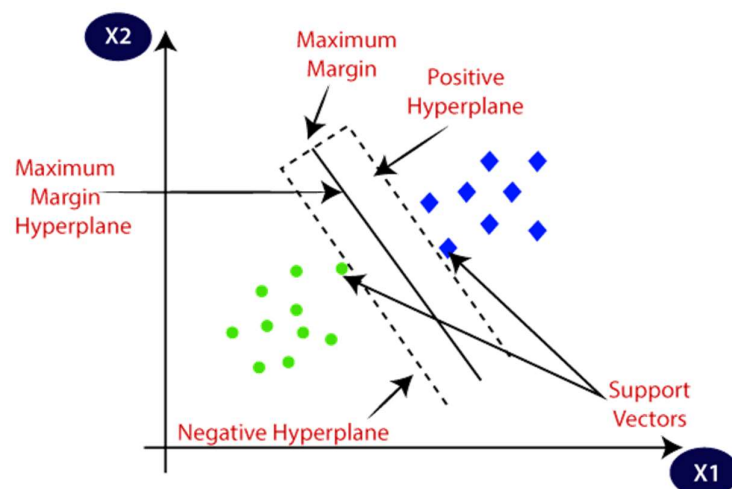 X2
Maximum
Margin
Positive
Hyperplane
Maximum
Margin
Hyperplane
Support
Vectors
Negative Hyperplane
X1